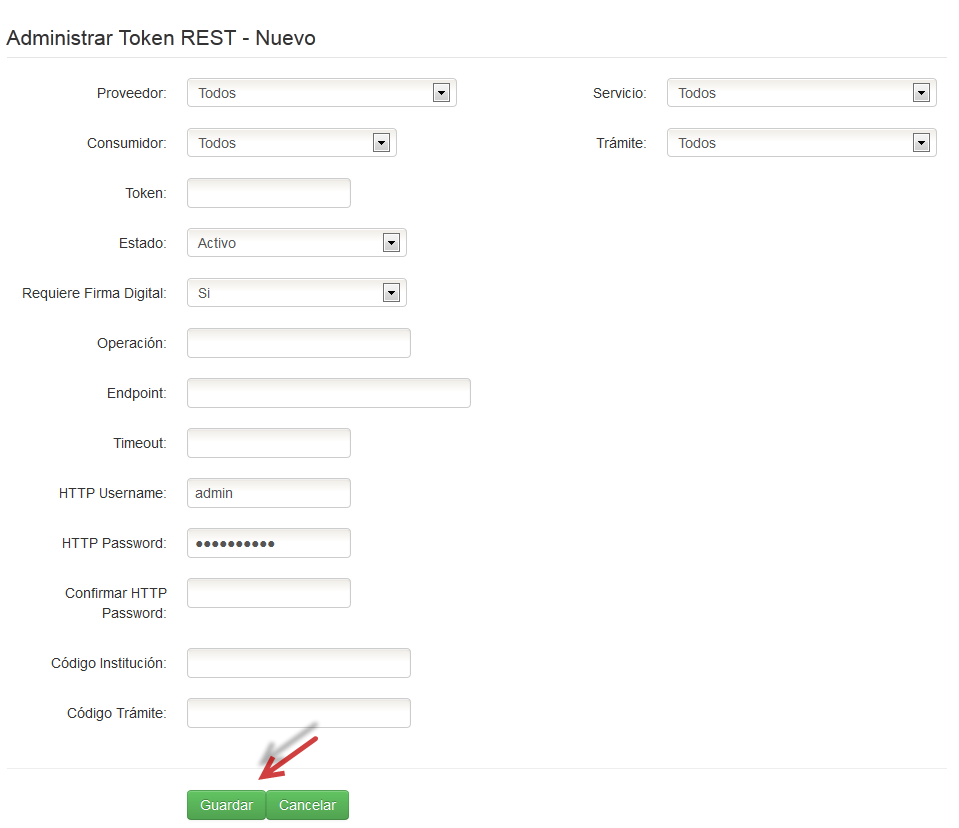 Administrar Token REST - Nuevo
Proveedor: Todos Servicio: Todos
Consumidor: Todos Trámite: Todos
Token:
Estado: Activo
Requiere Firma Digital: Si
Operación:
Endpoint:
Timeout:
HTTP Username: admin
HTTP Password: ●●●●●●●●●●
Confirmar HTTP
Password:
Código Institución:
Código Trámite:
Guardar Cancelar